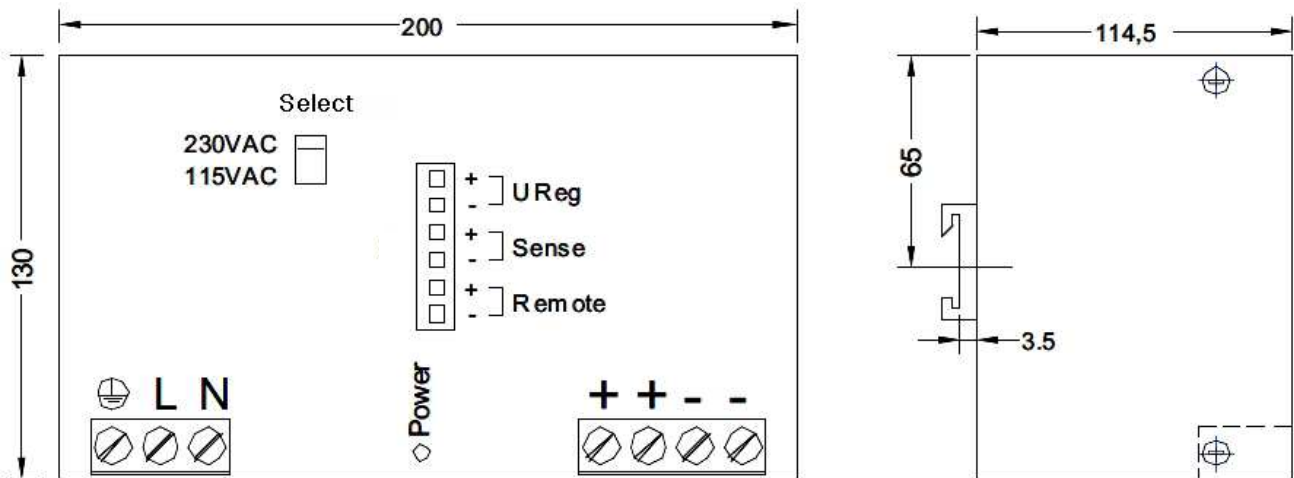 200
114,5
Select
230VAC
115VAC
+
-
U Reg
+
-
Sense
+
-
Remote
130
65
3.5
L N
Power
+ + - -